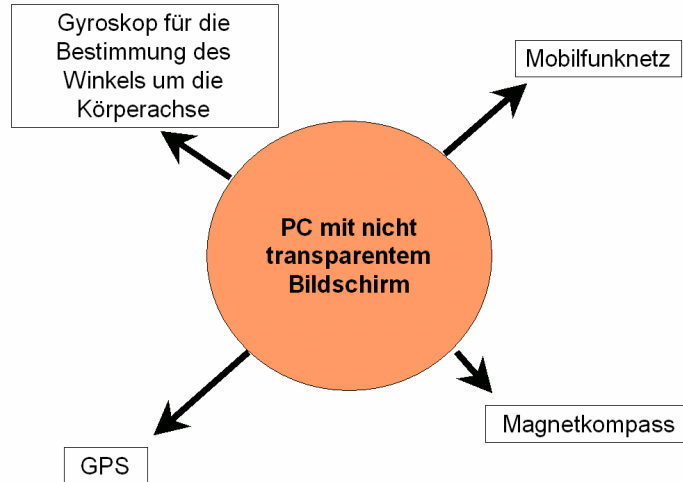 Gyroskop für die
Bestimmung des
Winkels um die
Körperachse
Mobilfunknetz
PC mit nicht
transparentem
Bildschirm
Magnetkompass
GPS